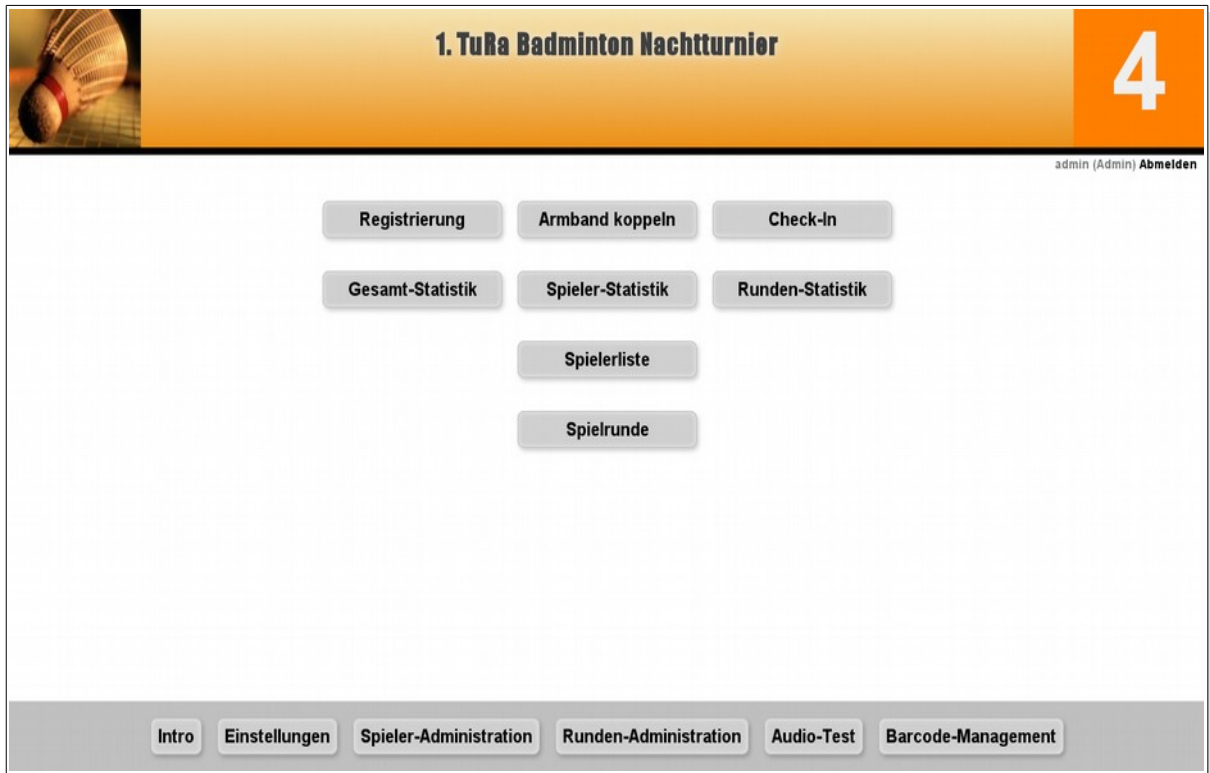 1. TuRa Badminton Nachtturnier
4
admin (Admin) Abmelden
Registrierung Armband koppeln Check-In
Gesamt-Statistik Spieler-Statistik Runden-Statistik
Spielerliste
Spielrunde
Intro Einstellungen Spieler-Administration Runden-Administration Audio-Test Barcode-Management